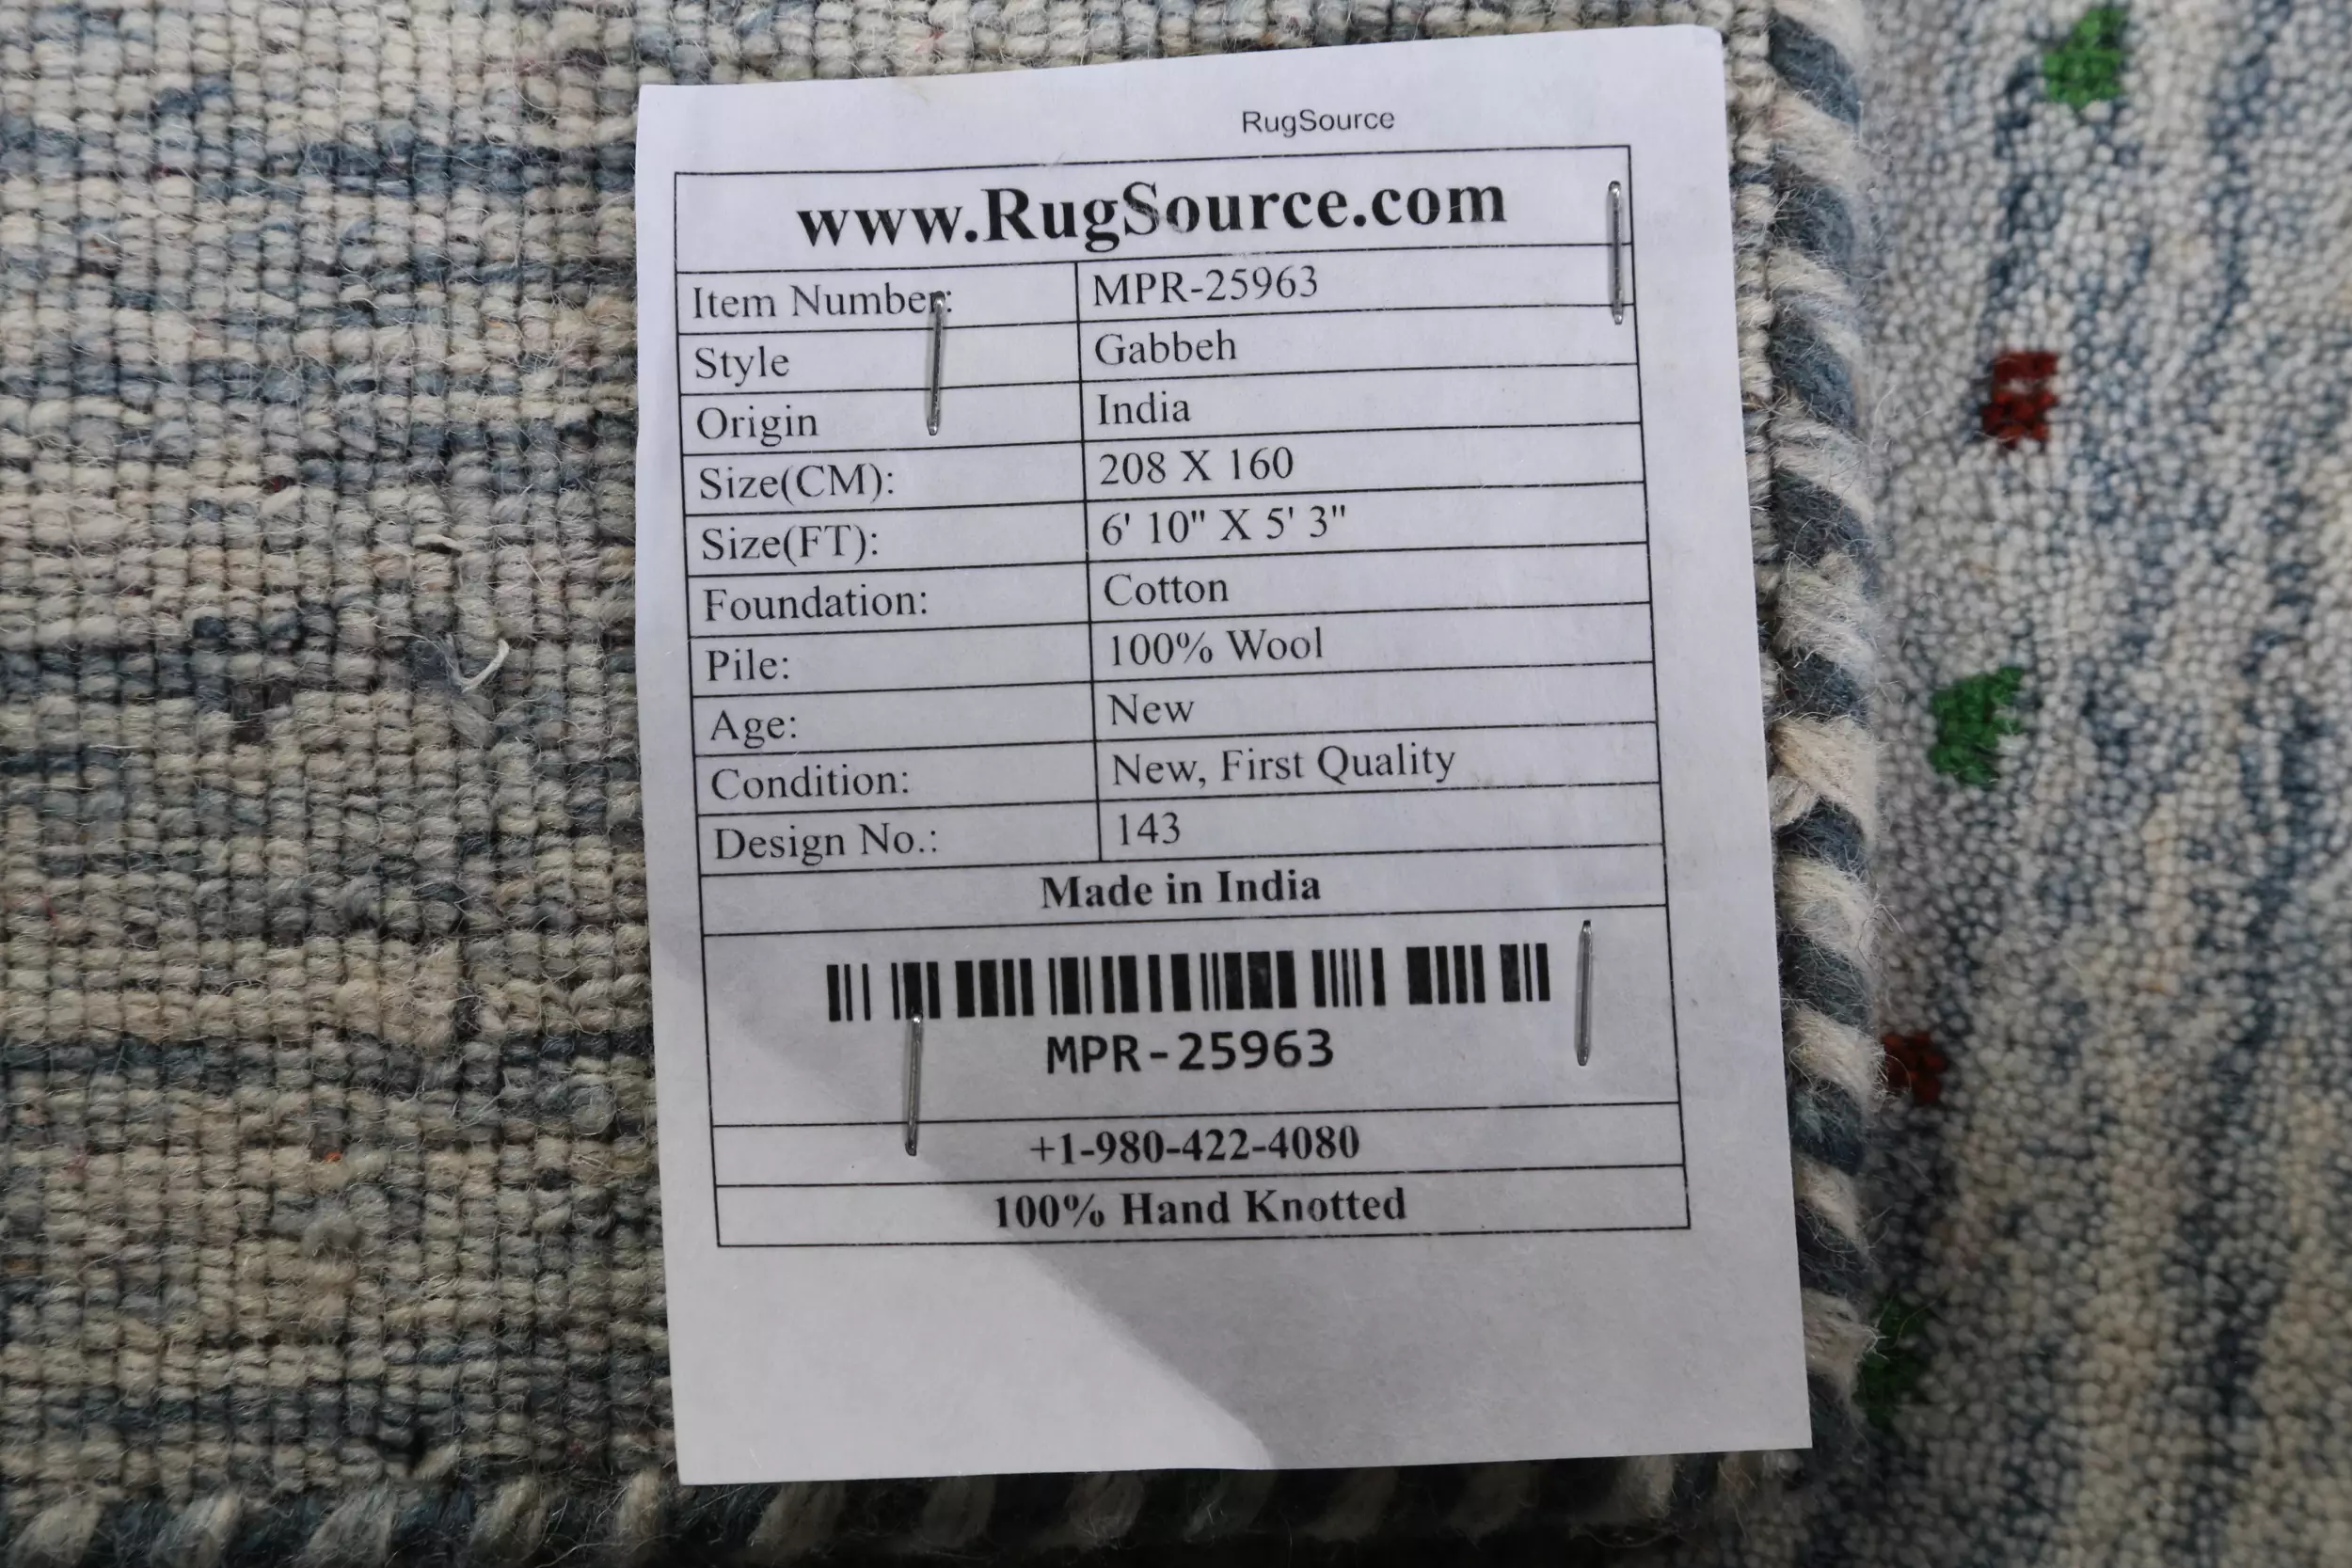 RugSource
www.RugSource.com
Item Number: MPR-25963
Style Gabbeh
Origin India
Size(CM): 208 X 160
Size(FT): 6' 10" X 5' 3"
Foundation: Cotton
Pile: 100% Wool
Age: New
Condition: New, First Quality
Design No.: 143
Made in India
MPR-25963
+1-980-422-4080
100% Hand Knotted